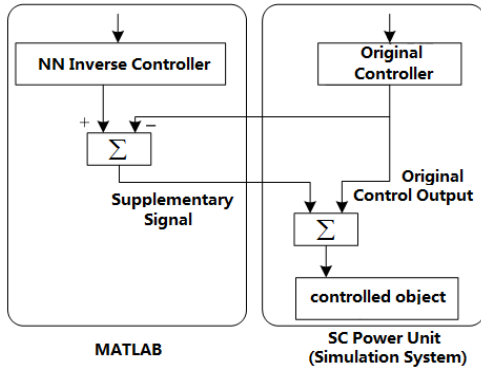 NN Inverse Controller
Original
Controller
+
−
Σ
Supplementary
Signal
Original
Control Output
Σ
controlled object
MATLAB
SC Power Unit
(Simulation System)